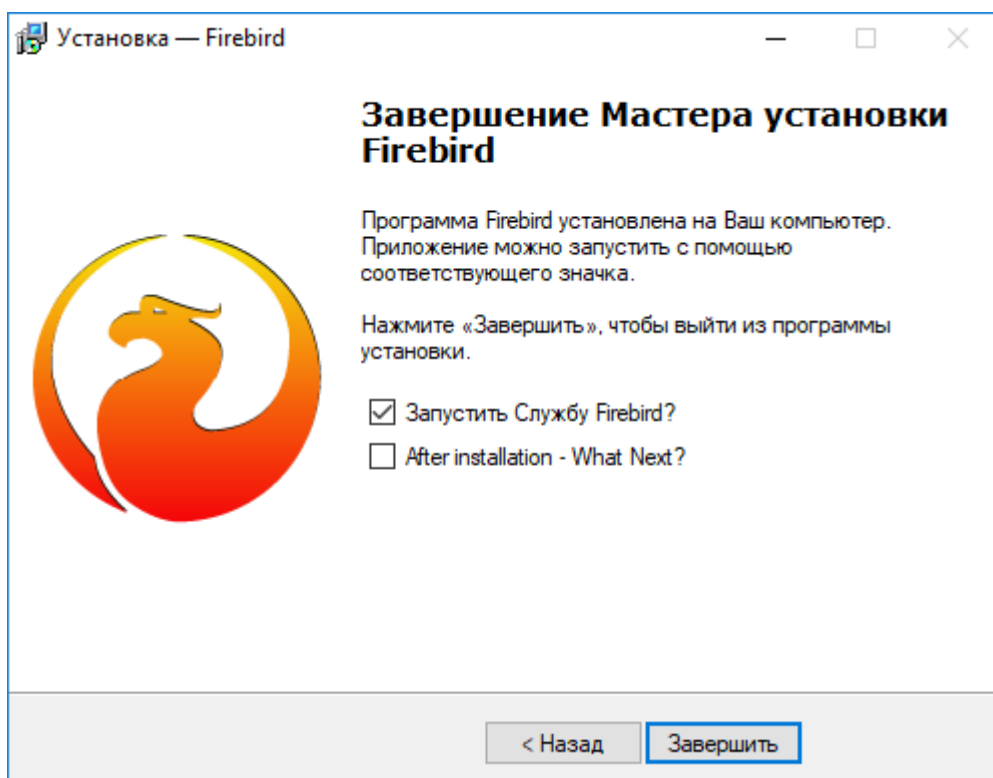 Установка — Firebird
Завершение Мастера установки
Firebird
Программа Firebird установлена на Ваш компьютер.
Приложение можно запустить с помощью
соответствующего значка.
Нажмите «Завершить», чтобы выйти из программы
установки.
Запустить Службу Firebird?
After installation - What Next?
< Назад
Завершить